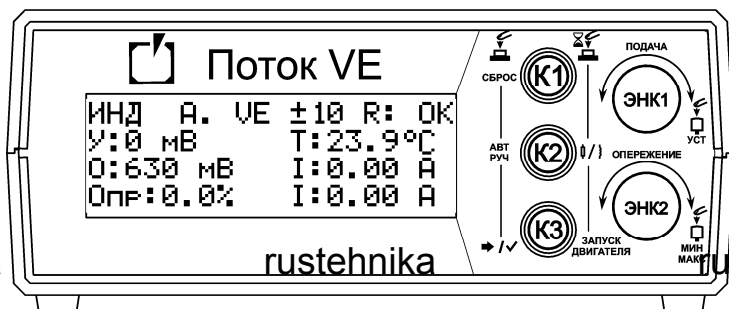 Поток VE
ИНД А. VE ±10 R: OK
У:0 мВ T:23.9°C
О:630 мВ I:0.00 A
Опр:0.0% I:0.00 A
СБРОС
К1
АВТ
РУЧ
К2
К3
ЗАПУСК
ДВИГАТЕЛЯ
ПОДАЧА
ЭНК1
УСТ
ОПЕРЕЖЕНИЕ
ЭНК2
МИН
МАКС
rustehnika
ru